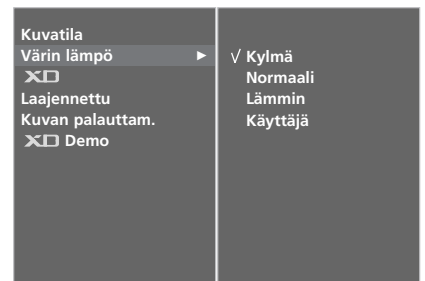 Kuvatila
Värin lämpö ►
XD
Laajennettu
Kuvan palauttam.
XD Demo
√ Kylmä
Normaali
Lämmin
Käyttäjä